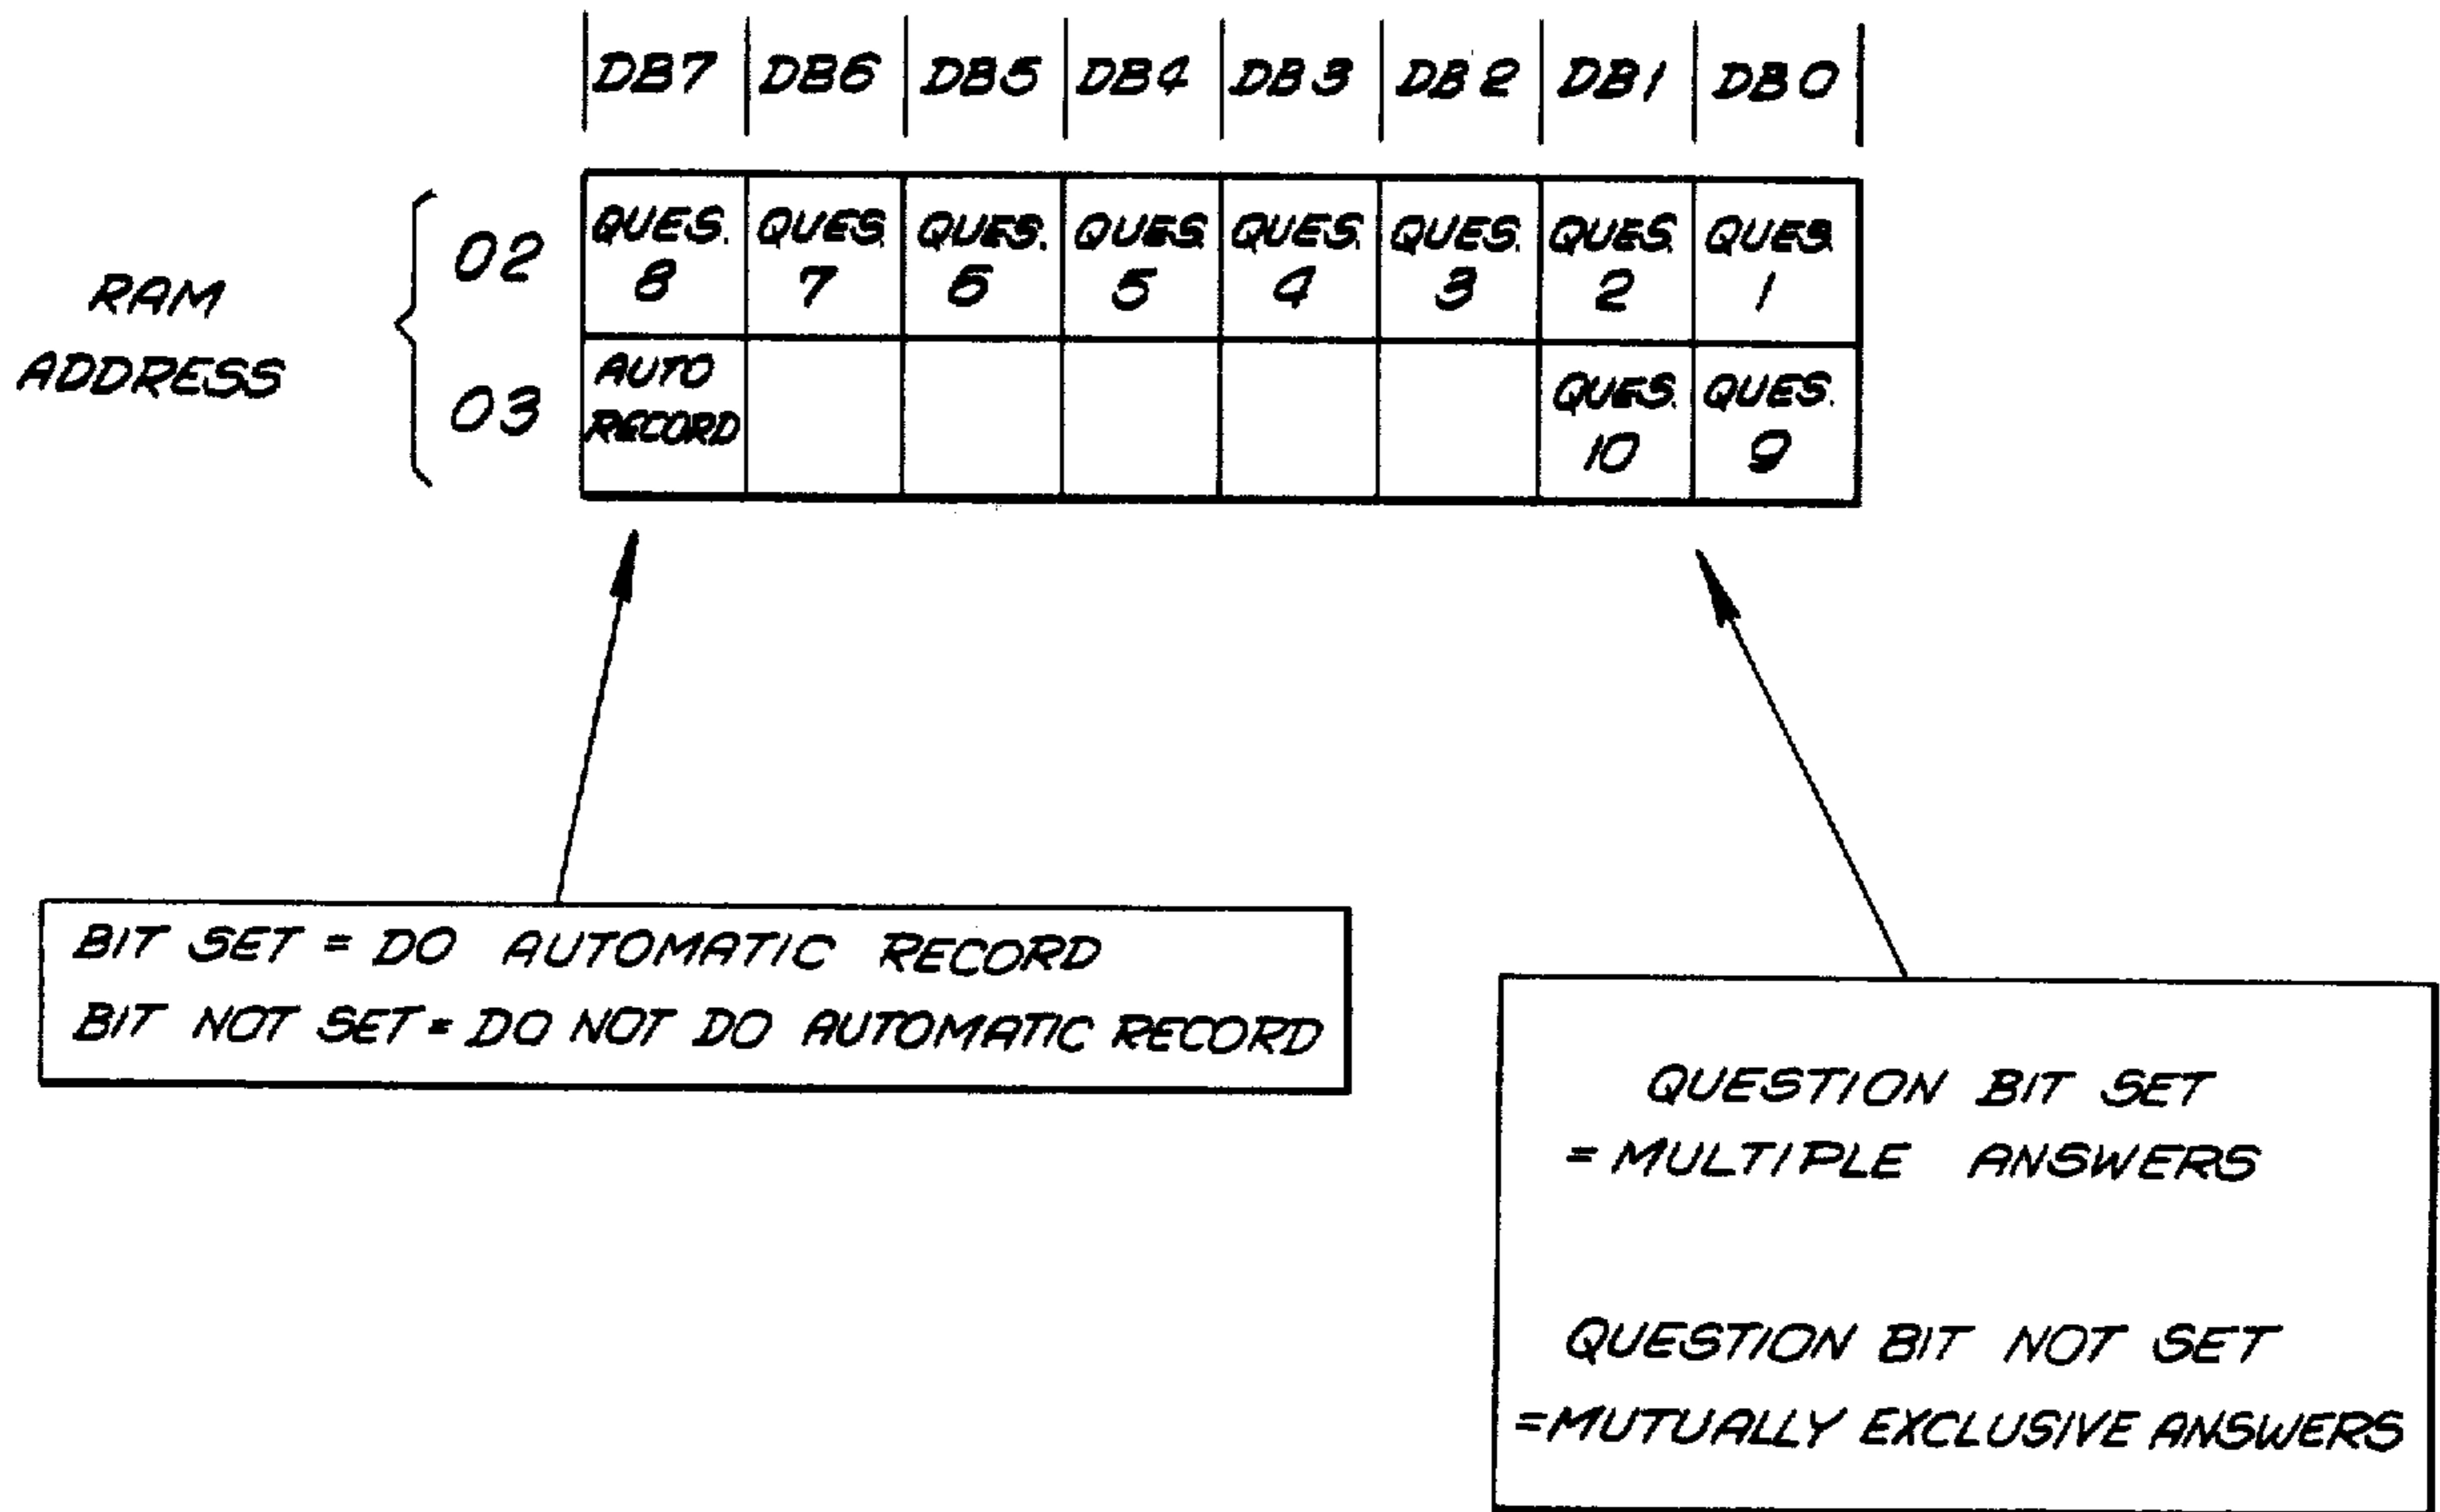 DB7 DB6 DB5 DB4 DB3 DB2 DB1 DB0
RAM
ADDRESS
02
QUES. QUES QUES. QUES. QUES. QUES. QUES. QUES.
8 7 6 5 4 3 2 1
03
AUTO
RECORD
QUES. QUES.
10 9
BIT SET = DO AUTOMATIC RECORD
BIT NOT SET = DO NOT DO AUTOMATIC RECORD
QUESTION BIT SET
= MULTIPLE ANSWERS
QUESTION BIT NOT SET
=MUTUALLY EXCLUSIVE ANSWERS